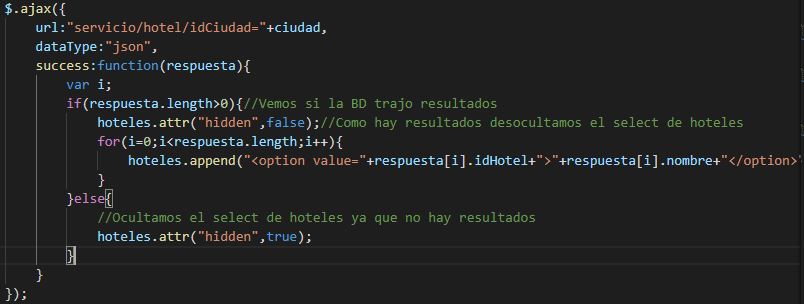 $.ajax({
url:"servicio/hotel/idCiudad="+ciudad,
dataType:"json",
success:function(respuesta){
var i;
if(respuesta.length>0){//Vemos si la BD trajo resultados
hoteles.attr("hidden",false);//Como hay resultados desocultamos el select de hoteles
for(i=0;i<respuesta.length;i++){
hoteles.append("<option value="+respuesta[i].idHotel+">"+respuesta[i].nombre+"</option>
}
}else{
//Ocultamos el select de hoteles ya que no hay resultados
hoteles.attr("hidden",true);
}
}
});